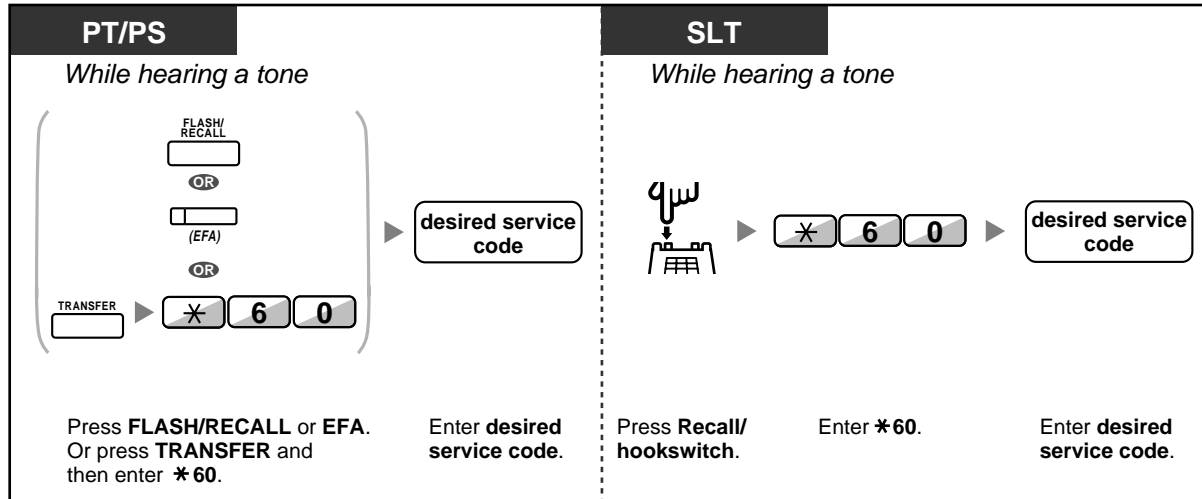 PT/PS
While hearing a tone
FLASH/
RECALL
OR
(EFA)
OR
TRANSFER
* 6 0
desired service
code
Press FLASH/RECALL or EFA.
Or press TRANSFER and
then enter *60.
Enter desired
service code.
SLT
While hearing a tone
* 6 0
desired service
code
Press Recall/
hookswitch.
Enter *60.
Enter desired
service code.